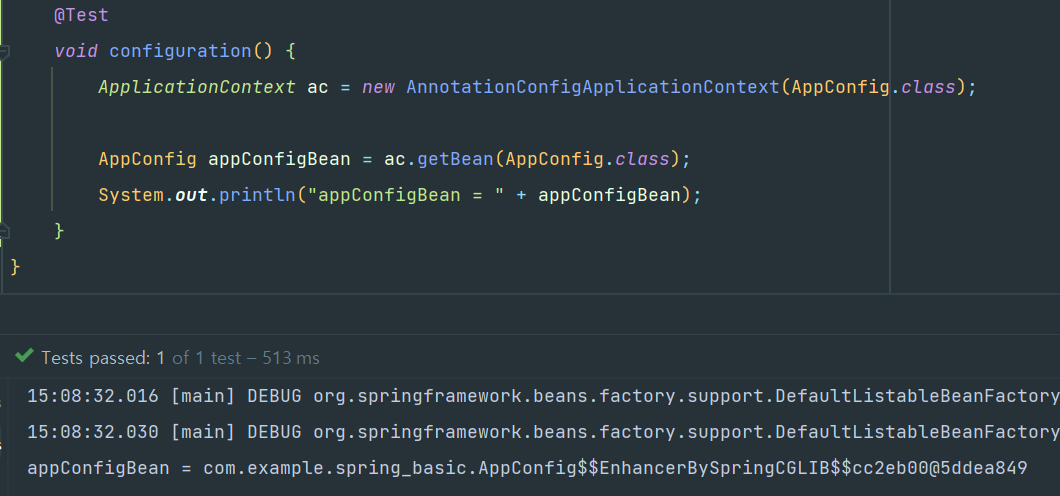 @Test
void configuration() {
ApplicationContext ac = new AnnotationConfigApplicationContext(AppConfig.class);
AppConfig appConfigBean = ac.getBean(AppConfig.class);
System.out.println("appConfigBean = " + appConfigBean);
}
}
Tests passed: 1 of 1 test – 513 ms
15:08:32.016 [main] DEBUG org.springframework.beans.factory.support.DefaultListableBeanFactory
15:08:32.030 [main] DEBUG org.springframework.beans.factory.support.DefaultListableBeanFactory
appConfigBean = com.example.spring_basic.AppConfig$$EnhancerBySpringCGLIB$$cc2eb00@5ddea849